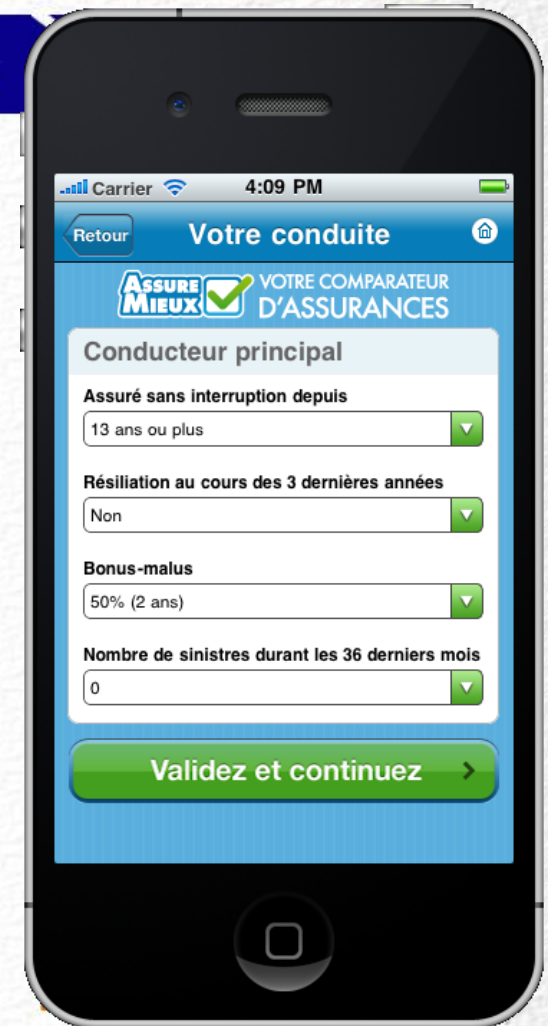 Carrier 4:09 PM
Retour Votre conduite
ASSURE VOTRE COMPARATEUR
MIEUX D'ASSURANCES
Conducteur principal
Assuré sans interruption depuis
13 ans ou plus
Résiliation au cours des 3 dernières années
Non
Bonus-malus
50% (2 ans)
Nombre de sinistres durant les 36 derniers mois
0
Validez et continuez